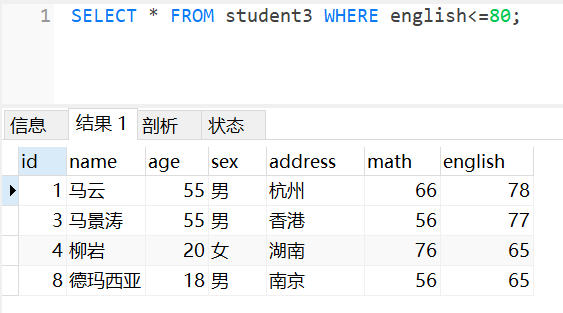 1 SELECT * FROM student3 WHERE english<=80;
信息 结果 1 剖析 状态
id name age sex address math english
1 马云 55 男 杭州 66 78
3 马景涛 55 男 香港 56 77
4 柳岩 20 女 湖南 76 65
8 德玛西亚 18 男 南京 56 65